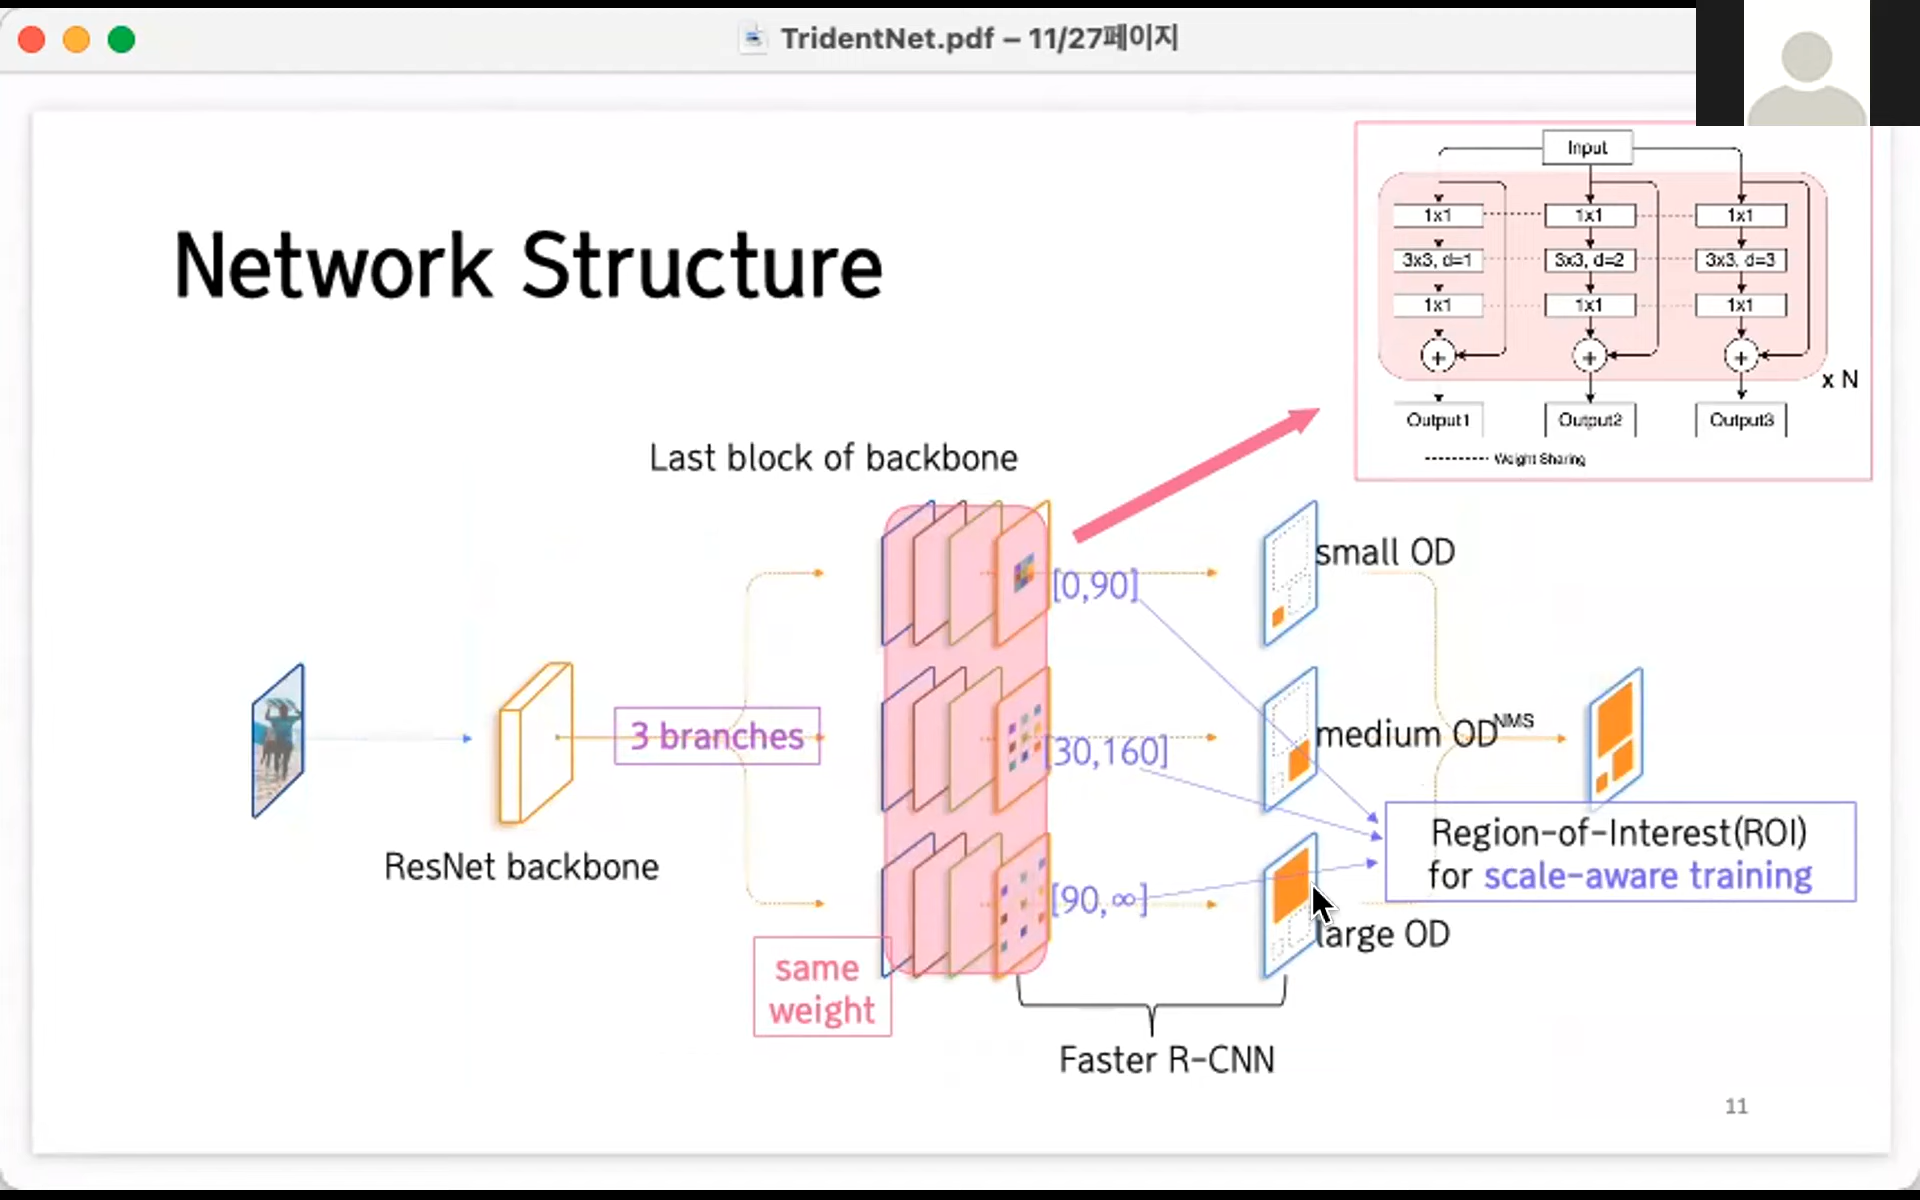 TridentNet.pdf – 11/27페이지
Network Structure
Input
1x1 1x1 1x1
3x3, d=1 3x3, d=2 3x3, d=3
1x1 1x1 1x1
+ + +
x N
Output1 Output2 Output3
Weight Sharing
Last block of backbone
[0,90]
small OD
3 branches
[30,160]
medium OD
NMS
ResNet backbone
Region-of-Interest(ROI)
for scale-aware training
[90,∞]
large OD
same
weight
Faster R-CNN
11